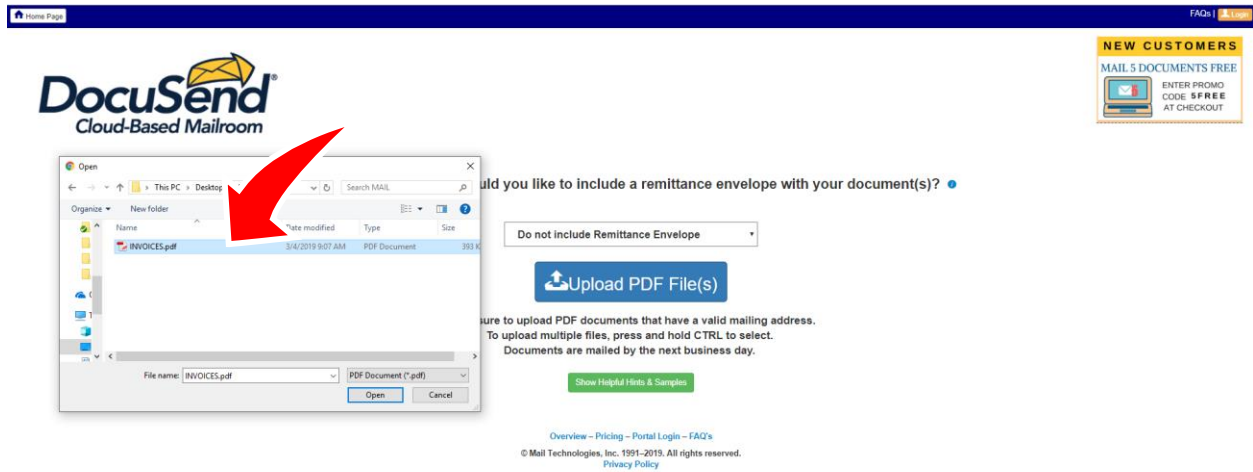 Home Page
FAQs | Login
NEW CUSTOMERS
MAIL 5 DOCUMENTS FREE
ENTER PROMO
CODE 5FREE
AT CHECKOUT
DocuSend®
Cloud-Based Mailroom
Open
This PC > Desktop
Search MAIL
Organize
New folder
Name
Date modified
Type
Size
INVOICES.pdf
3/4/2019 9:07 AM
PDF Document
393 K
File name:
INVOICES.pdf
PDF Document (*.pdf)
Open
Cancel
you like to include a remittance envelope with your document(s)?
Do not include Remittance Envelope
Upload PDF File(s)
to upload PDF documents that have a valid mailing address.
To upload multiple files, press and hold CTRL to select.
Documents are mailed by the next business day.
Show Helpful Hints & Samples
Overview – Pricing – Portal Login – FAQ's
© Mail Technologies, Inc. 1991–2019. All rights reserved.
Privacy Policy